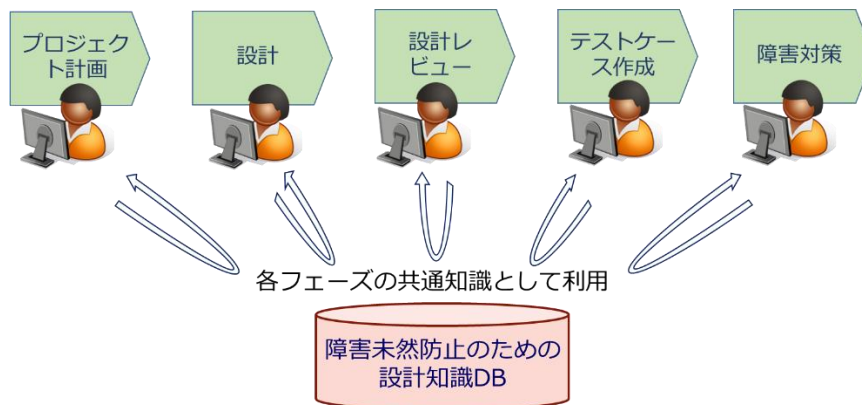 プロジェク
ト計画
設計
設計レ
ビュー
テストケー
ス作成
障害対策
各フェーズの共通知識として利用
障害未然防止のための
設計知識DB